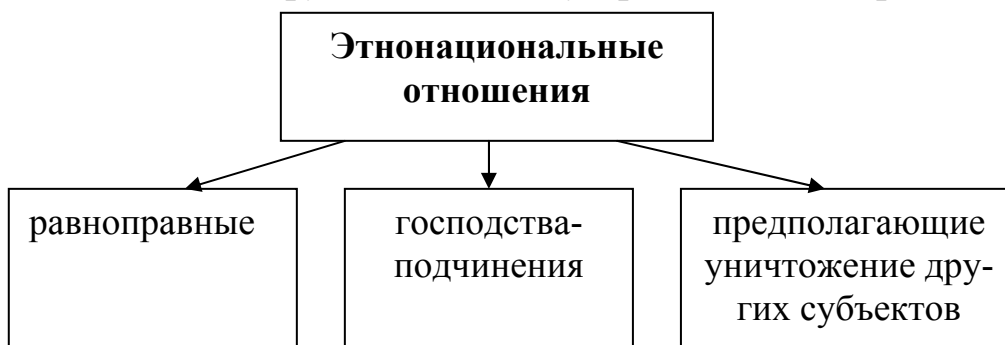 Этнонациональные
отношения
равноправные
господства-
подчинения
предполагающие
уничтожение дру-
гих субъектов